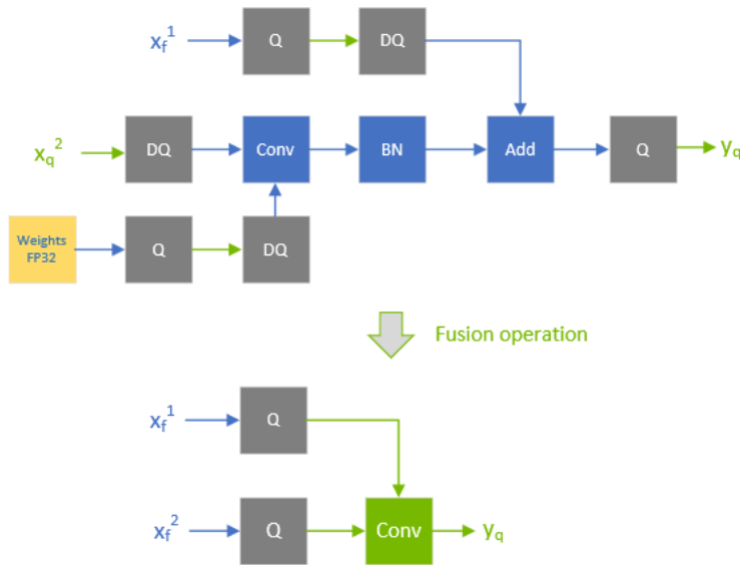 x_f^1
Q
DQ
x_q^2
DQ
Conv
BN
Add
Q
y_q
Weights
FP32
Q
DQ
Fusion operation
x_f^1
Q
x_f^2
Q
Conv
y_q